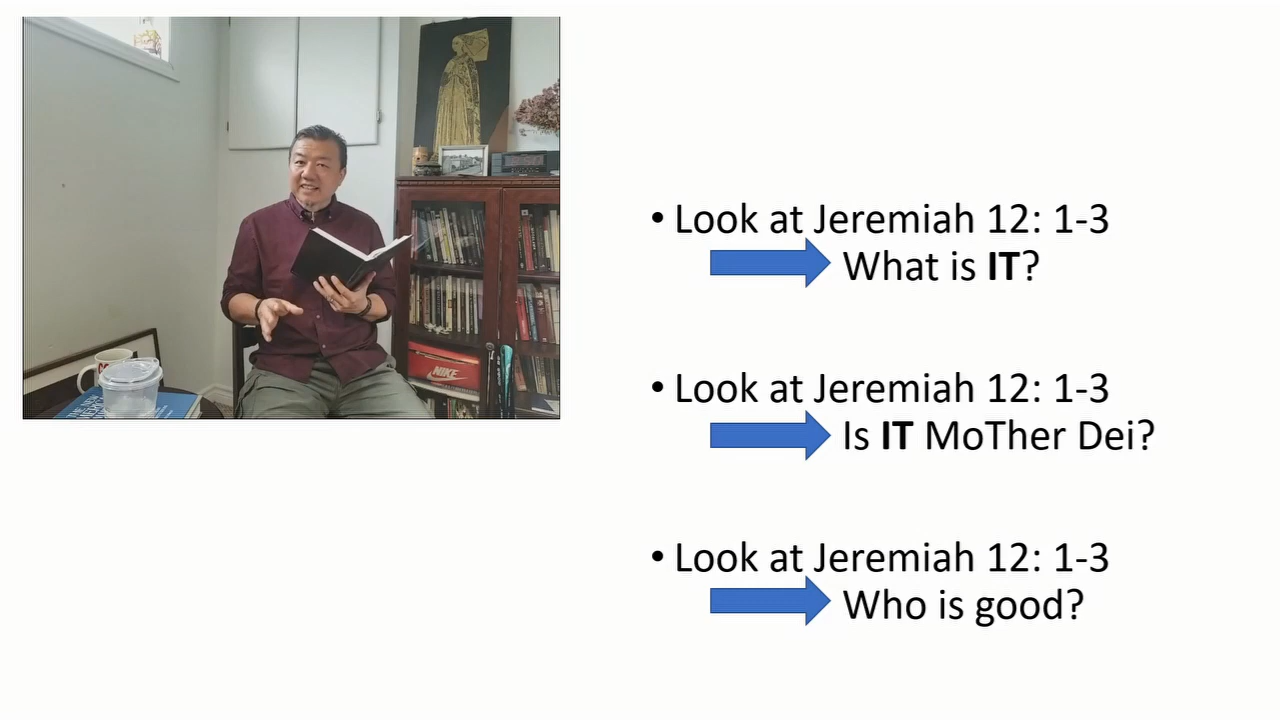 • Look at Jeremiah 12: 1-3
What is IT?
• Look at Jeremiah 12: 1-3
Is IT MoTher Dei?
• Look at Jeremiah 12: 1-3
Who is good?
NIKE